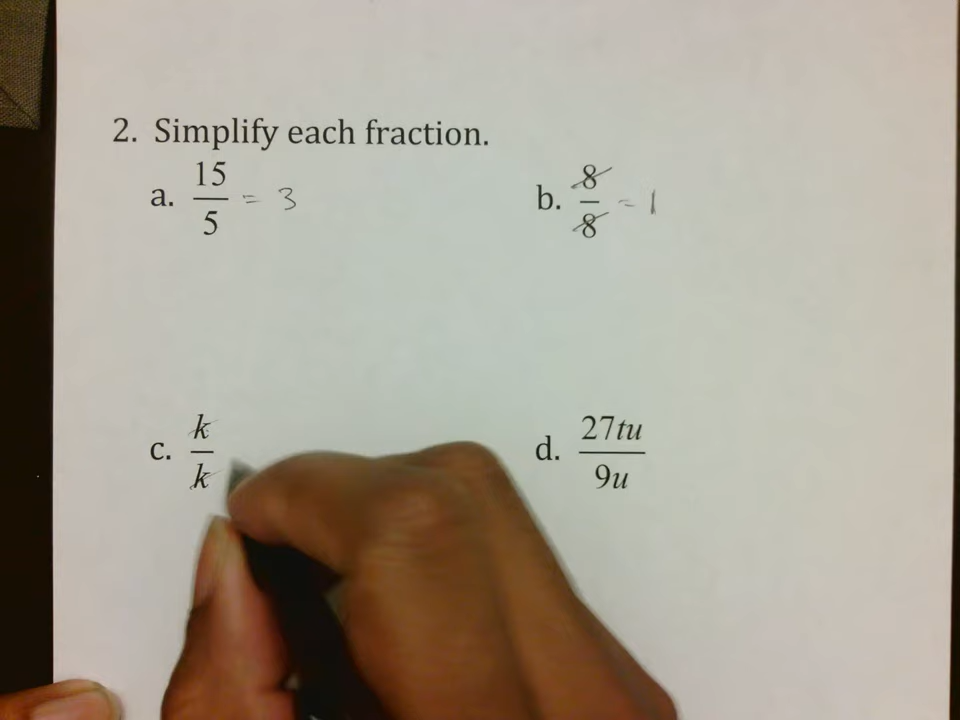 2. Simplify each fraction.
a. 15/5 = 3
b. 8/8 = 1
c. k/k
d. 27tu/9u